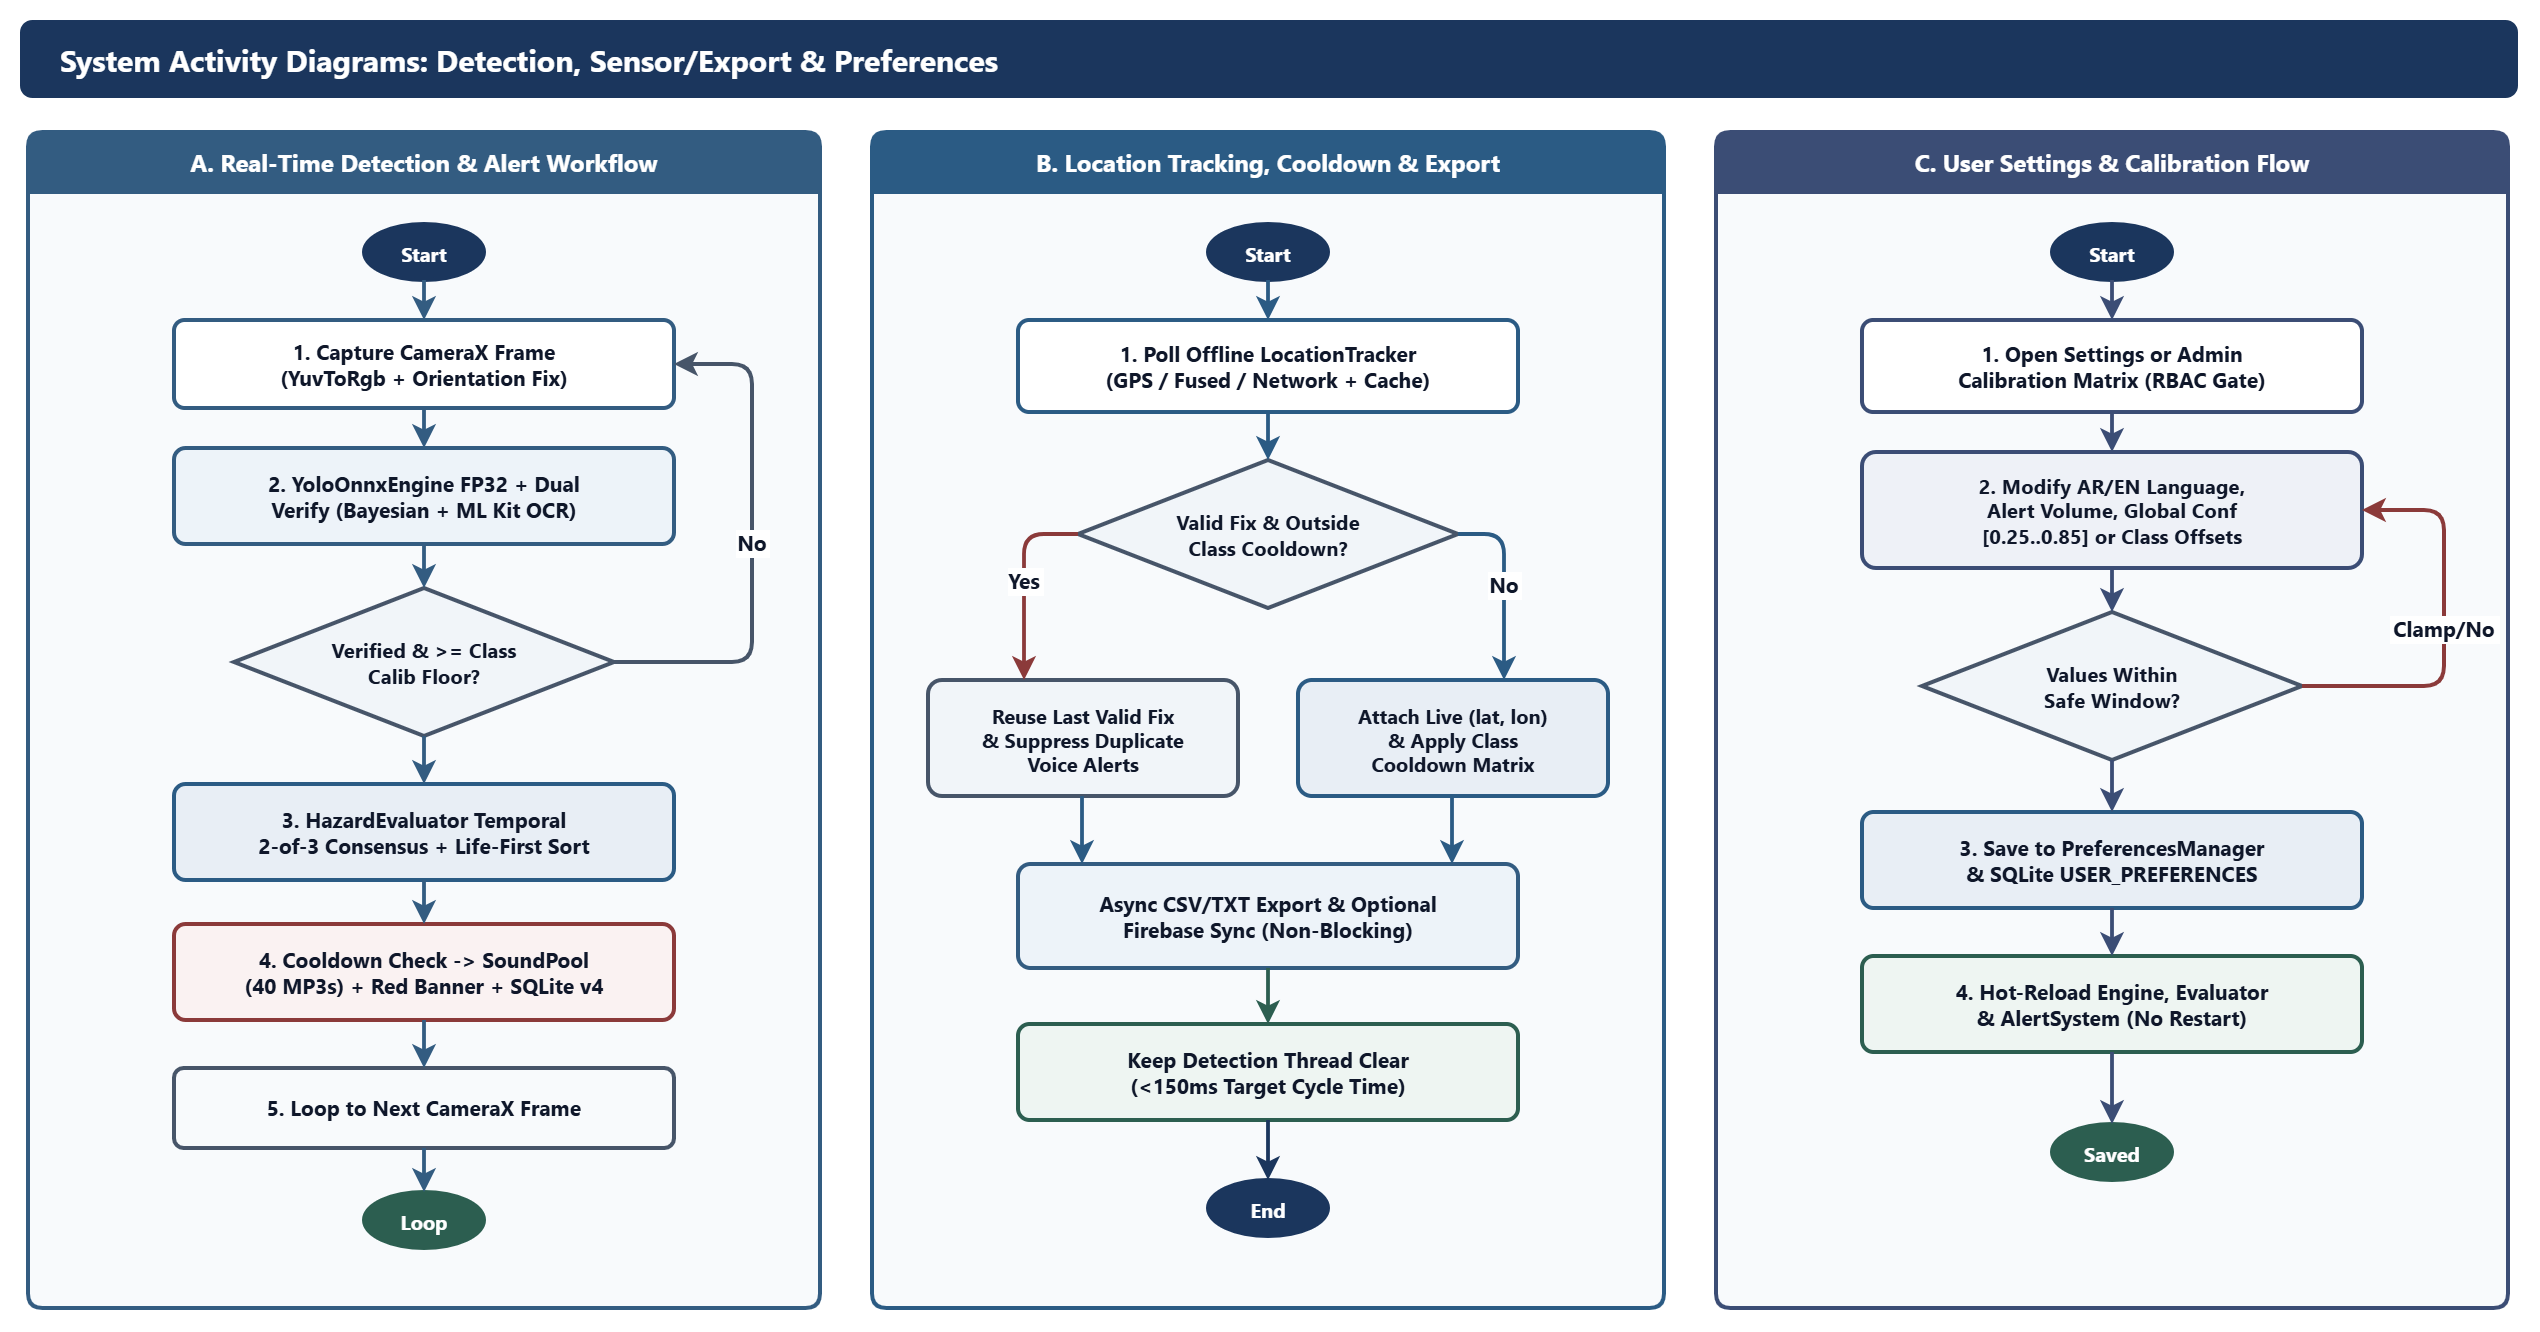 System Activity Diagrams: Detection, Sensor/Export & Preferences
A. Real-Time Detection & Alert Workflow
Start
1. Capture CameraX Frame
(YuvToRgb + Orientation Fix)
2. YoloOnnxEngine FP32 + Dual
Verify (Bayesian + ML Kit OCR)
No
Verified & >= Class
Calib Floor?
3. HazardEvaluator Temporal
2-of-3 Consensus + Life-First Sort
4. Cooldown Check -> SoundPool
(40 MP3s) + Red Banner + SQLite v4
5. Loop to Next CameraX Frame
Loop
B. Location Tracking, Cooldown & Export
Start
1. Poll Offline LocationTracker
(GPS / Fused / Network + Cache)
Valid Fix & Outside
Class Cooldown?
Yes
No
Reuse Last Valid Fix
& Suppress Duplicate
Voice Alerts
Attach Live (lat, lon)
& Apply Class
Cooldown Matrix
Async CSV/TXT Export & Optional
Firebase Sync (Non-Blocking)
Keep Detection Thread Clear
(<150ms Target Cycle Time)
End
C. User Settings & Calibration Flow
Start
1. Open Settings or Admin
Calibration Matrix (RBAC Gate)
2. Modify AR/EN Language,
Alert Volume, Global Conf
[0.25..0.85] or Class Offsets
Clamp/No
Values Within
Safe Window?
3. Save to PreferencesManager
& SQLite USER_PREFERENCES
4. Hot-Reload Engine, Evaluator
& AlertSystem (No Restart)
Saved